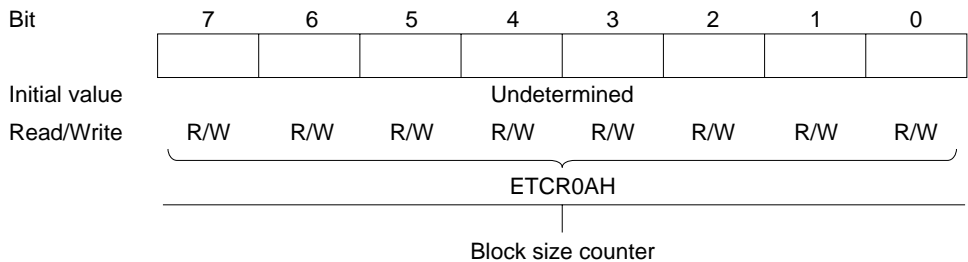 Bit 7 6 5 4 3 2 1 0
Initial value Undetermined
Read/Write R/W R/W R/W R/W R/W R/W R/W R/W
ETCR0AH
Block size counter